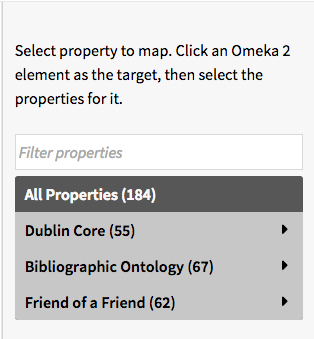 Select property to map. Click an Omeka 2
element as the target, then select the
properties for it.
Filter properties
All Properties (184)
Dublin Core (55)
Bibliographic Ontology (67)
Friend of a Friend (62)